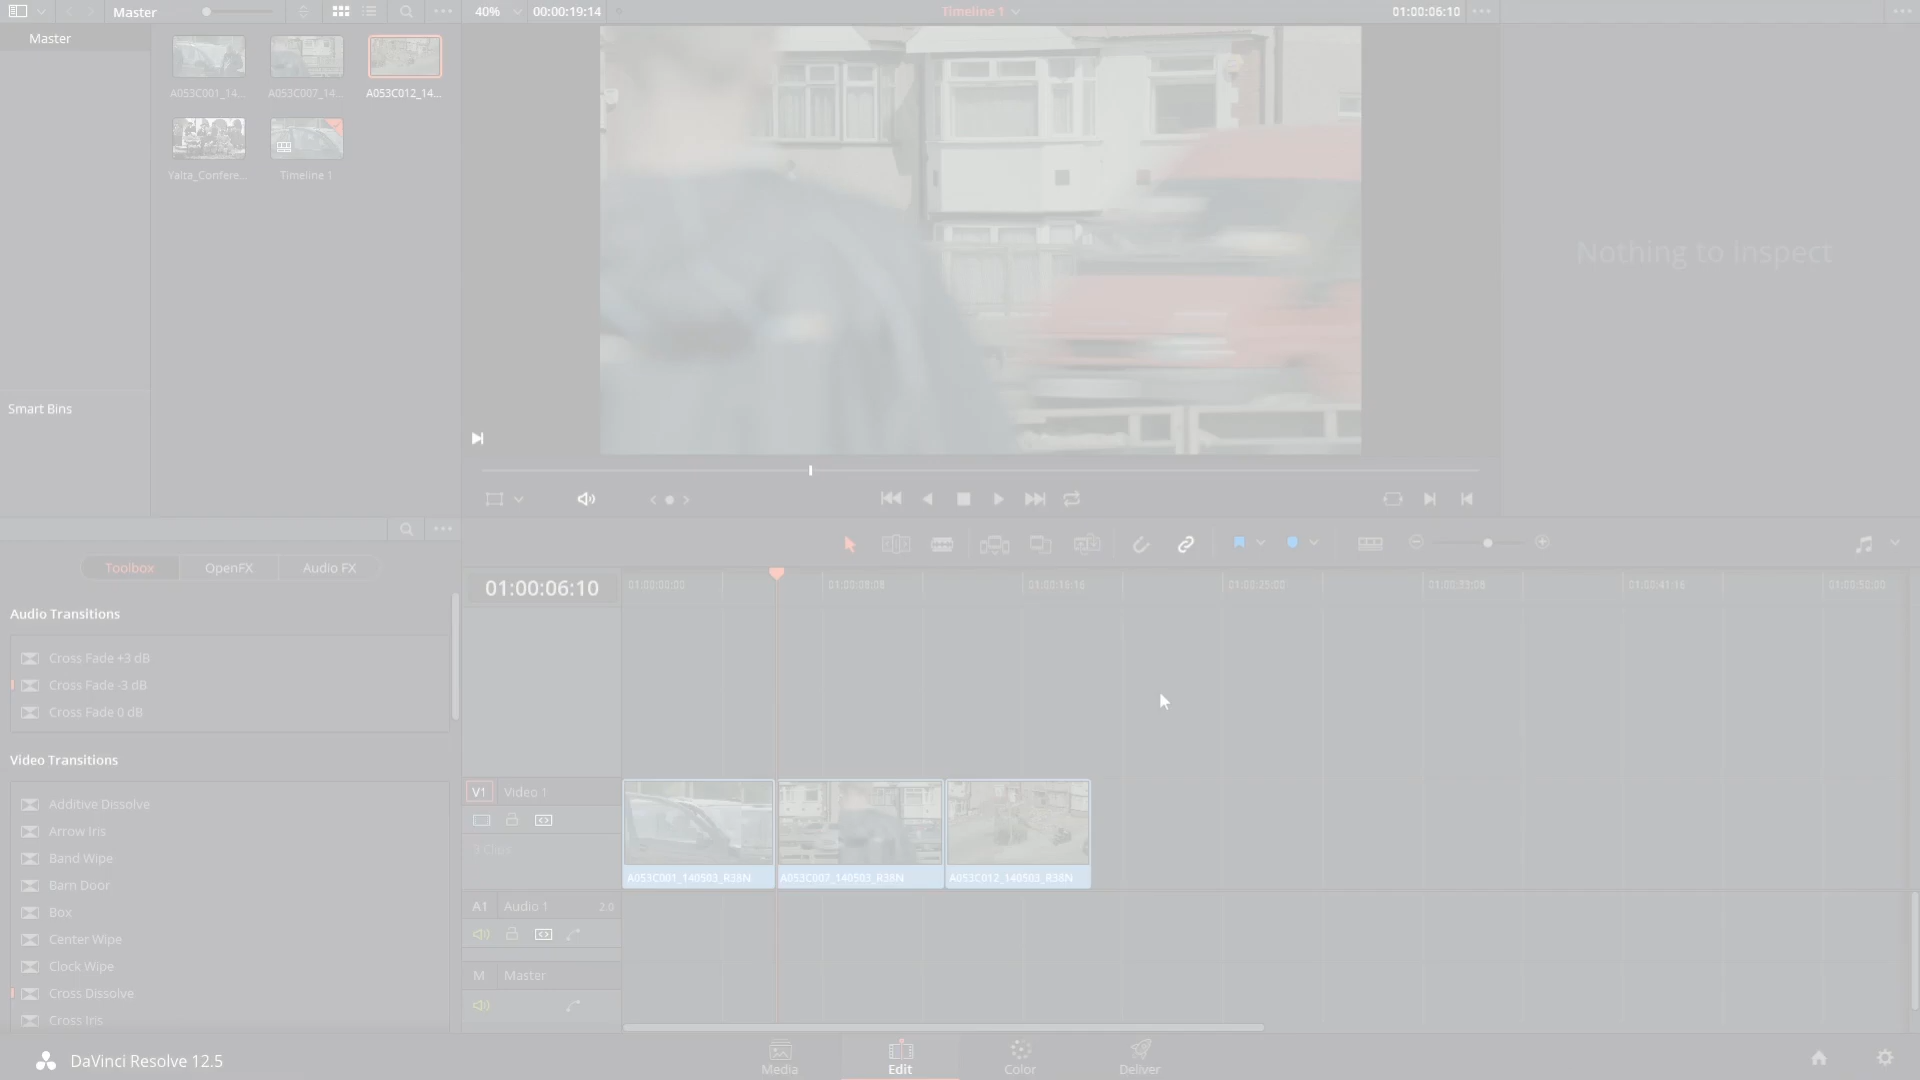 Master
40%
00:00:19:14
Timeline 1
01:00:06:10
Master
A053C001_14...
A053C007_14...
A053C012_14...
Yalta_Confere...
Timeline 1
Nothing to inspect
Smart Bins
Toolbox
OpenFX
Audio FX
01:00:06:10
01:00:00:00
01:00:08:08
01:00:16:16
01:00:25:00
01:00:33:08
01:00:41:16
01:00:50:00
Audio Transitions
Cross Fade +3 dB
Cross Fade -3 dB
Cross Fade 0 dB
Video Transitions
Additive Dissolve
Arrow Iris
Band Wipe
Barn Door
Box
Center Wipe
Clock Wipe
Cross Dissolve
Cross Iris
V1 Video 1
3 Clips
A053C001_140503_R38N
A053C007_140503_R38N
A053C012_140503_R38N
A1 Audio 1 2.0
M Master
DaVinci Resolve 12.5
Media
Edit
Color
Deliver